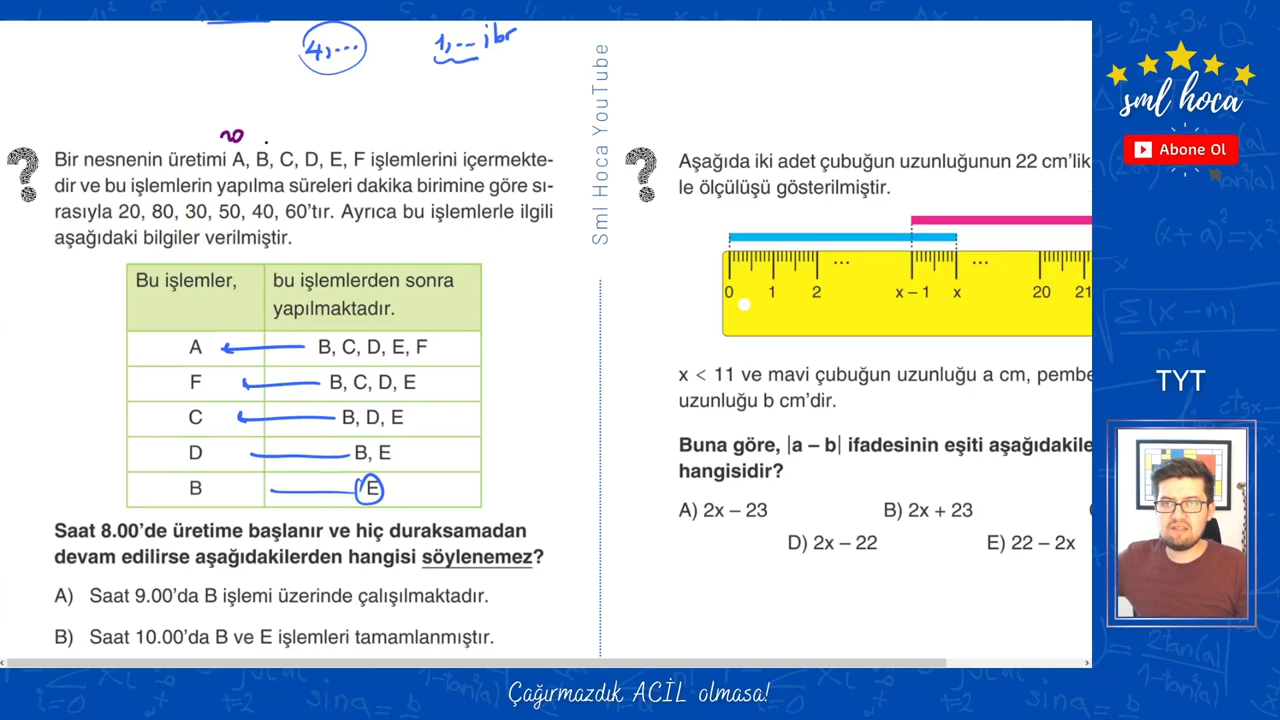 4,...
1,... ibr
20
Bir nesnenin üretimi A, B, C, D, E, F işlemlerini içermekte-
dir ve bu işlemlerin yapılma süreleri dakika birimine göre sı-
rasıyla 20, 80, 30, 50, 40, 60'tır. Ayrıca bu işlemlerle ilgili
aşağıdaki bilgiler verilmiştir.
Bu işlemler, bu işlemlerden sonra
yapılmaktadır.
A B, C, D, E, F
F B, C, D, E
C B, D, E
D B, E
B E
Saat 8.00'de üretime başlanır ve hiç duraksamadan
devam edilirse aşağıdakilerden hangisi söylenemez?
A) Saat 9.00'da B işlemi üzerinde çalışılmaktadır.
B) Saat 10.00'da B ve E işlemleri tamamlanmıştır.
Sml Hoca YouTube
Aşağıda iki adet çubuğun uzunluğunun 22 cm'lik
le ölçülüşü gösterilmiştir.
0 1 2 ... x – 1 x ... 20 21
x < 11 ve mavi çubuğun uzunluğu a cm, pembe
uzunluğu b cm'dir.
Buna göre, |a – b| ifadesinin eşiti aşağıdakile
hangisidir?
A) 2x – 23 B) 2x + 23
D) 2x – 22 E) 22 – 2x
sml hoca
Abone Ol
TYT
Çağırmazdık ACİL olmasa!